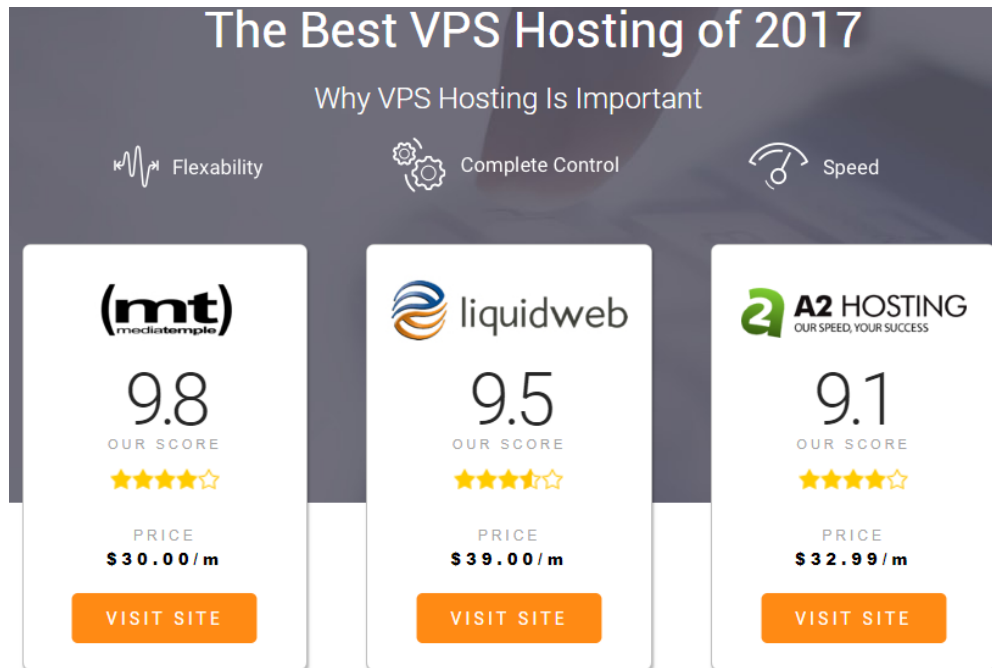 The Best VPS Hosting of 2017
Why VPS Hosting Is Important
Flexability
Complete Control
Speed
(mt)
mediatemple
9.8
OUR SCORE
PRICE
$30.00/m
VISIT SITE
liquidweb
9.5
OUR SCORE
PRICE
$39.00/m
VISIT SITE
a
A2 HOSTING
OUR SPEED, YOUR SUCCESS
9.1
OUR SCORE
PRICE
$32.99/m
VISIT SITE